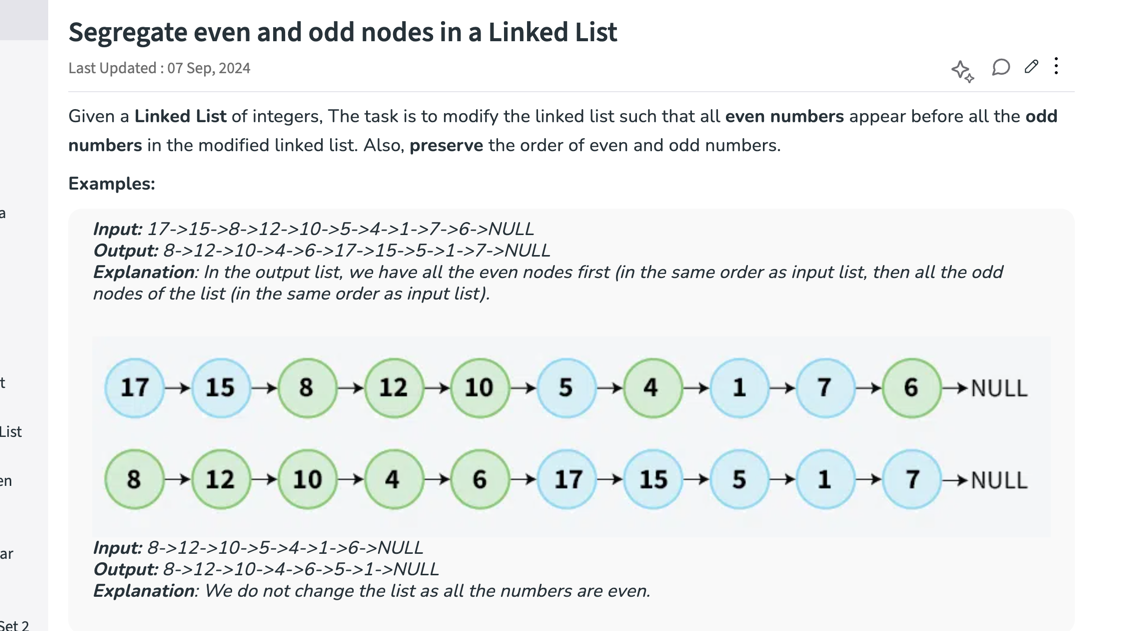 Segregate even and odd nodes in a Linked List
Last Updated : 07 Sep, 2024
Given a Linked List of integers, The task is to modify the linked list such that all even numbers appear before all the odd
numbers in the modified linked list. Also, preserve the order of even and odd numbers.
Examples:
a
Input: 17->15->8->12->10->5->4->1->7->6->NULL
Output: 8->12->10->4->6->17->15->5->1->7->NULL
Explanation: In the output list, we have all the even nodes first (in the same order as input list, then all the odd
nodes of the list (in the same order as input list).
t
17 15 8 12 10 5 4 1 7 6 NULL
List
8 12 10 4 6 17 15 5 1 7 NULL
en
Input: 8->12->10->5->4->1->6->NULL
ar
Output: 8->12->10->4->6->5->1->NULL
Explanation: We do not change the list as all the numbers are even.
Set 2